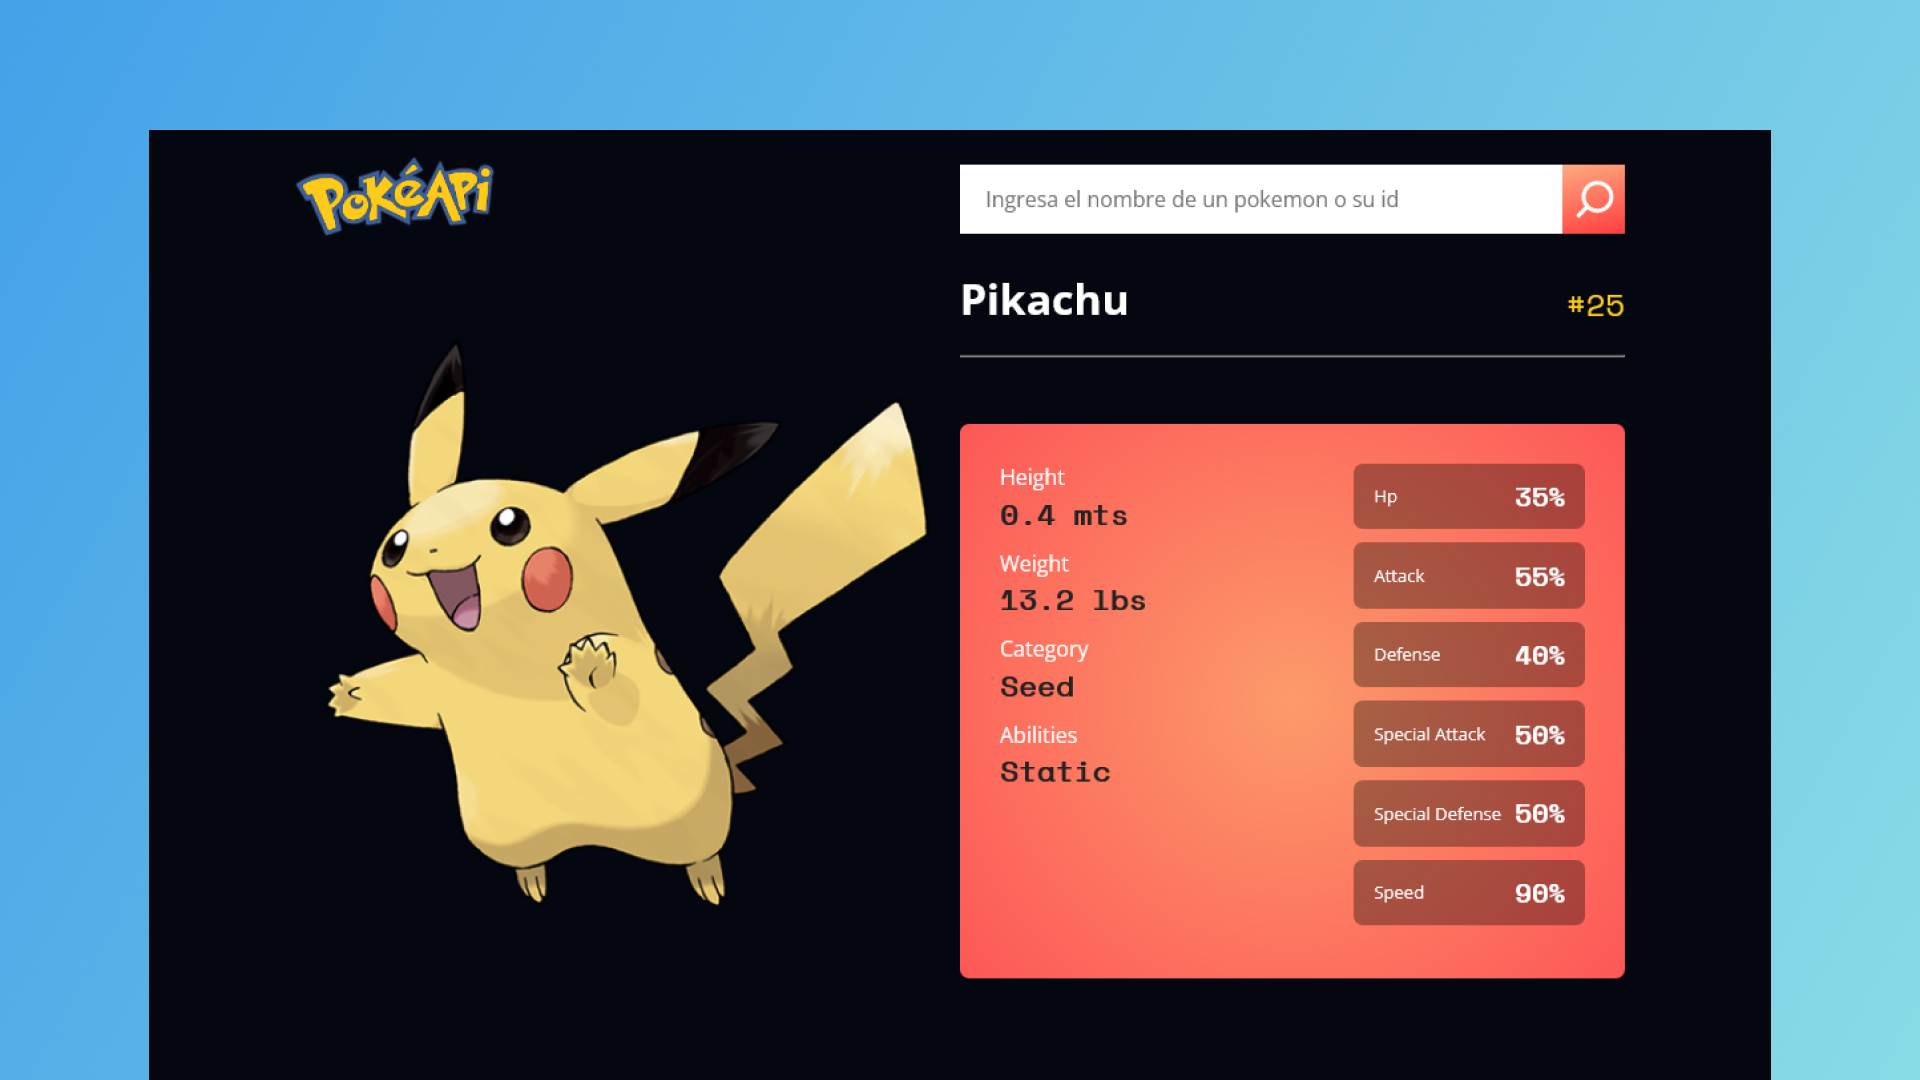 PokéApi
Ingresa el nombre de un pokemon o su id
Pikachu #25
Height
0.4 mts
Weight
13.2 lbs
Category
Seed
Abilities
Static
Hp 35%
Attack 55%
Defense 40%
Special Attack 50%
Special Defense 50%
Speed 90%